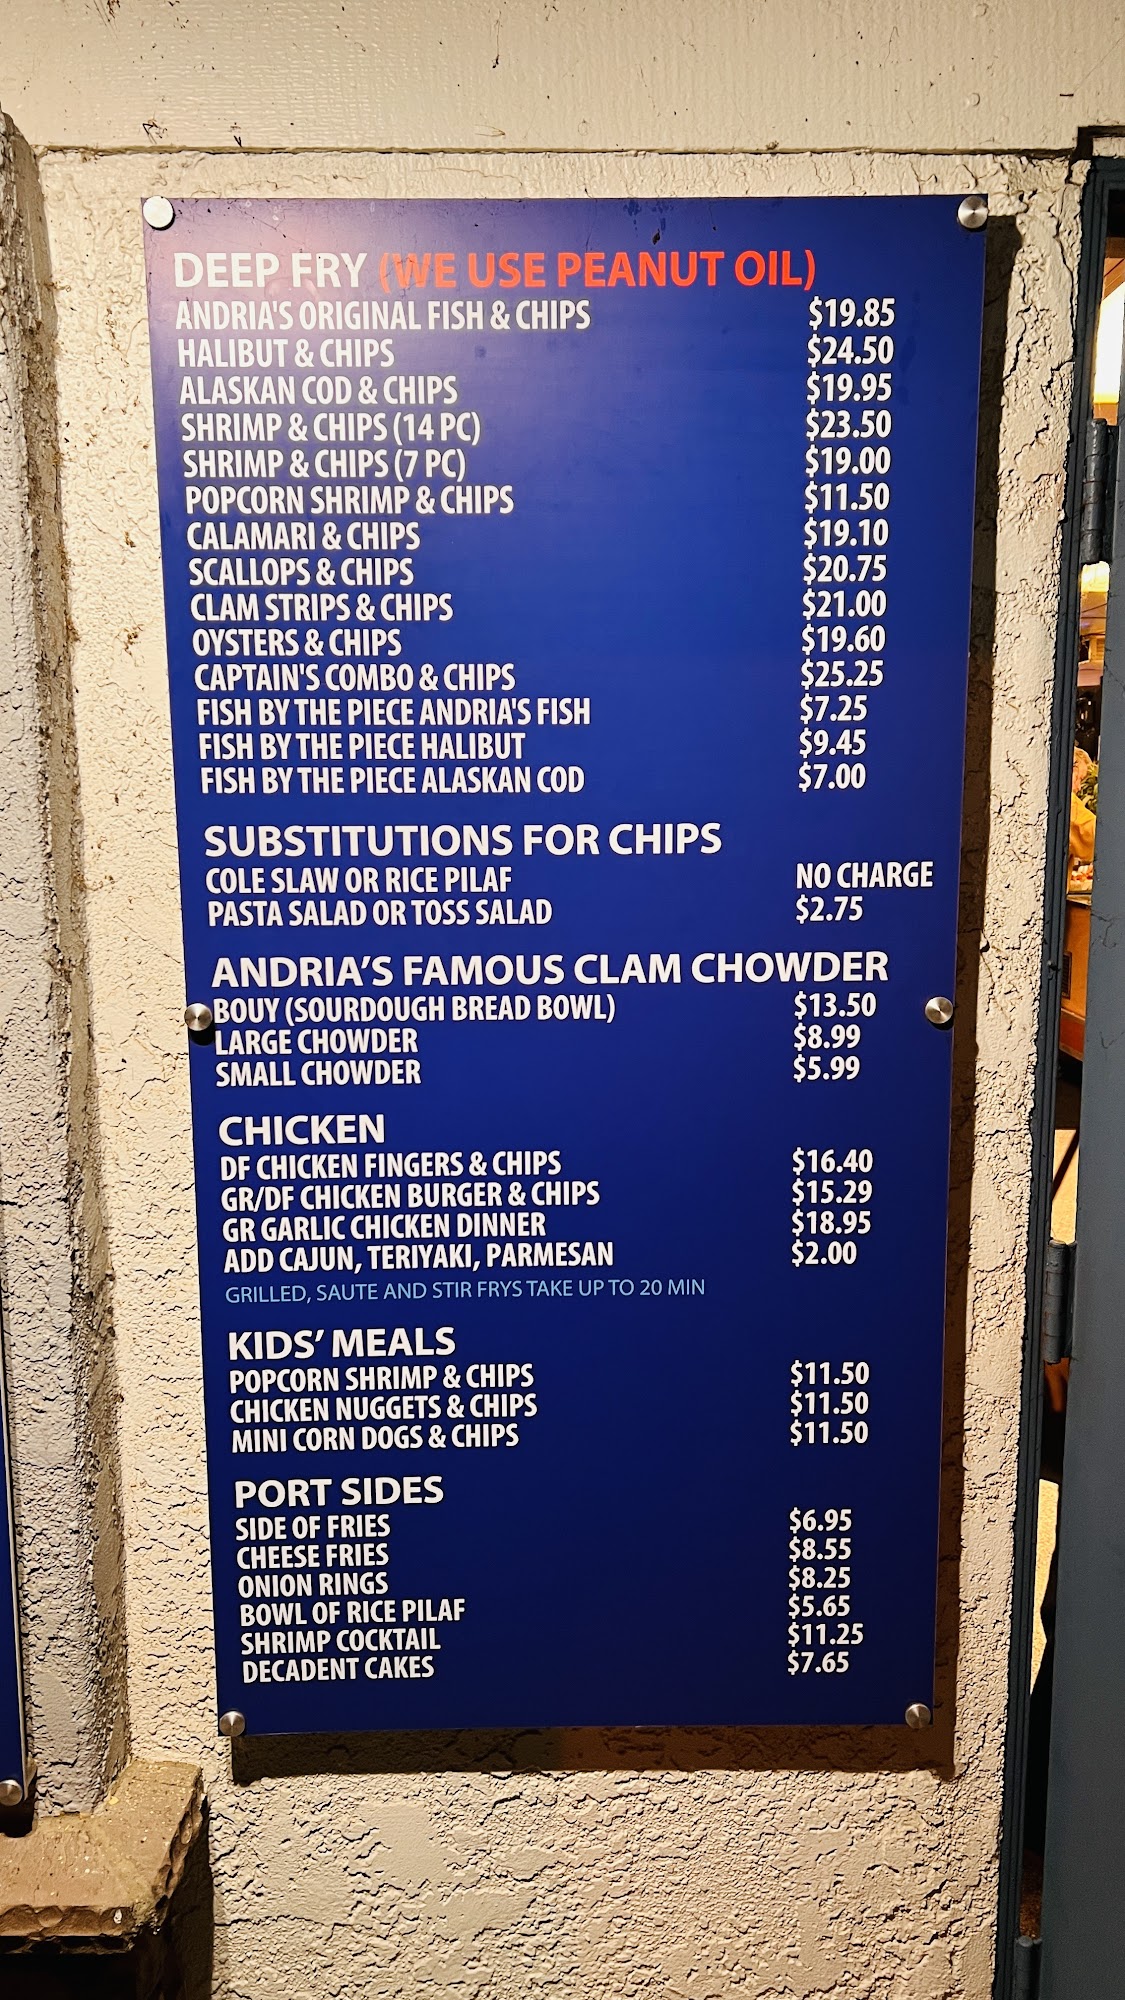 DEEP FRY (WE USE PEANUT OIL)
ANDRIA'S ORIGINAL FISH & CHIPS $19.85
HALIBUT & CHIPS $24.50
ALASKAN COD & CHIPS $19.95
SHRIMP & CHIPS (14 PC) $23.50
SHRIMP & CHIPS (7 PC) $19.00
POPCORN SHRIMP & CHIPS $11.50
CALAMARI & CHIPS $19.10
SCALLOPS & CHIPS $20.75
CLAM STRIPS & CHIPS $21.00
OYSTERS & CHIPS $19.60
CAPTAIN'S COMBO & CHIPS $25.25
FISH BY THE PIECE ANDRIA'S FISH $7.25
FISH BY THE PIECE HALIBUT $9.45
FISH BY THE PIECE ALASKAN COD $7.00
SUBSTITUTIONS FOR CHIPS
COLE SLAW OR RICE PILAF NO CHARGE
PASTA SALAD OR TOSS SALAD $2.75
ANDRIA'S FAMOUS CLAM CHOWDER
BOUY (SOURDOUGH BREAD BOWL) $13.50
LARGE CHOWDER $8.99
SMALL CHOWDER $5.99
CHICKEN
DF CHICKEN FINGERS & CHIPS $16.40
GR/DF CHICKEN BURGER & CHIPS $15.29
GR GARLIC CHICKEN DINNER $18.95
ADD CAJUN, TERIYAKI, PARMESAN $2.00
GRILLED, SAUTE AND STIR FRYS TAKE UP TO 20 MIN
KIDS' MEALS
POPCORN SHRIMP & CHIPS $11.50
CHICKEN NUGGETS & CHIPS $11.50
MINI CORN DOGS & CHIPS $11.50
PORT SIDES
SIDE OF FRIES $6.95
CHEESE FRIES $8.55
ONION RINGS $8.25
BOWL OF RICE PILAF $5.65
SHRIMP COCKTAIL $11.25
DECADENT CAKES $7.65